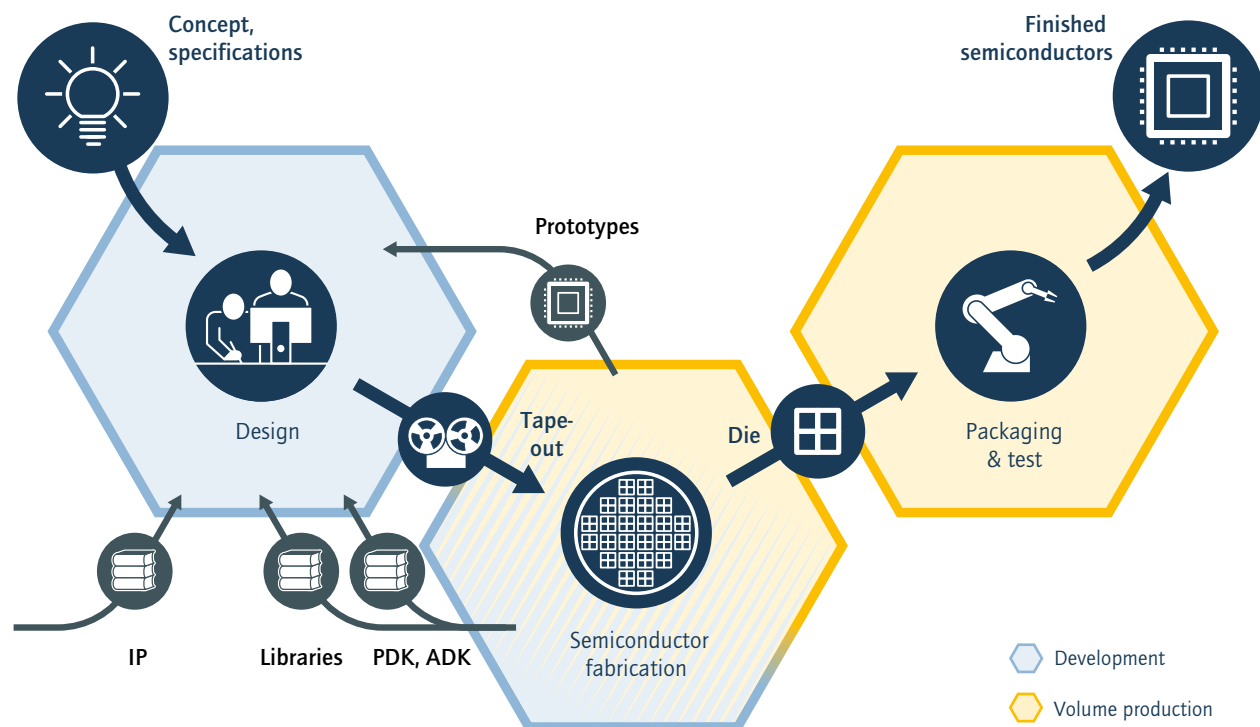 Concept,
specifications
Finished
semiconductors
Prototypes
Design
Tape-
out
Die
Packaging
& test
Semiconductor
fabrication
IP
Libraries
PDK, ADK
Development
Volume production